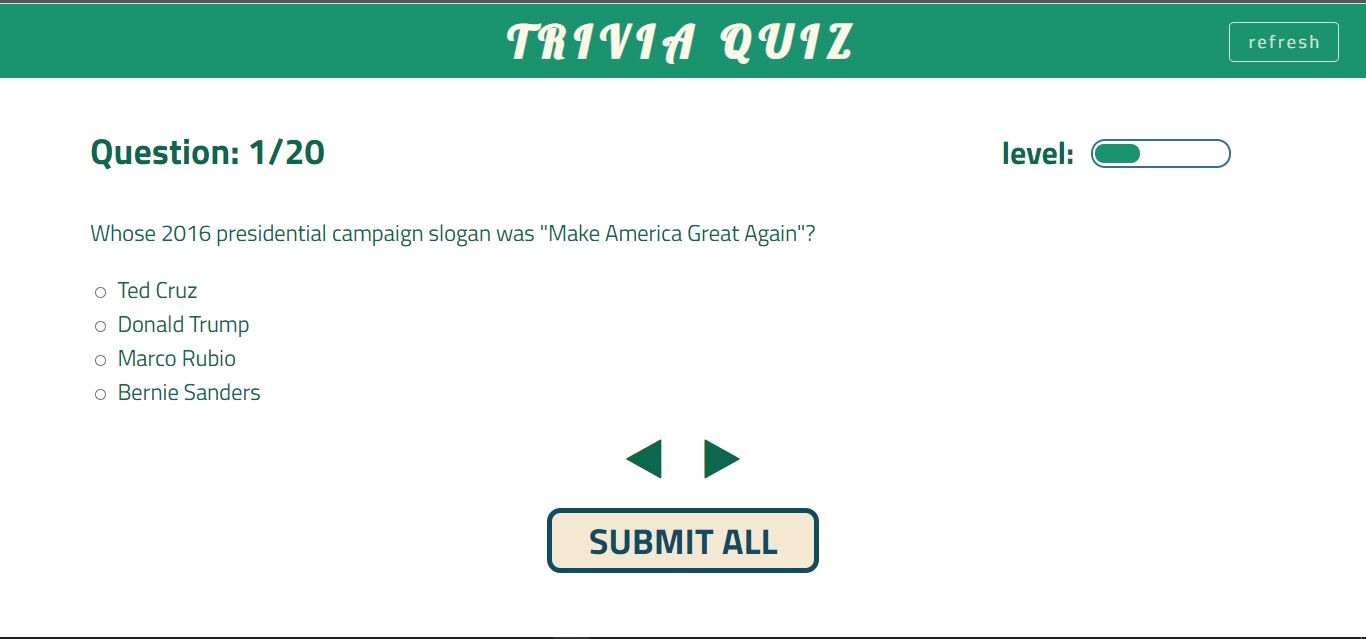 TRIVIA QUIZ
refresh
Question: 1/20
level:
Whose 2016 presidential campaign slogan was "Make America Great Again"?
Ted Cruz
Donald Trump
Marco Rubio
Bernie Sanders
SUBMIT ALL